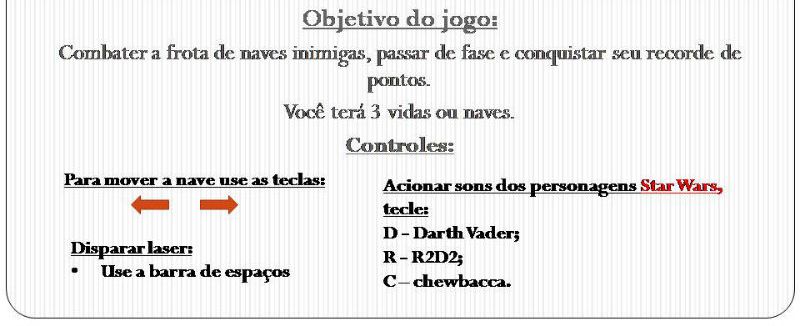 Objetivo do jogo:
Combater a frota de naves inimigas, passar de fase e conquistar seu recorde de
pontos.
Você terá 3 vidas ou naves.
Controles:
Para mover a nave use as teclas:
Disparar laser:
• Use a barra de espaços
Acionar sons dos personagens Star Wars,
tecle:
D – Darth Vader;
R – R2D2;
C – chewbacca.